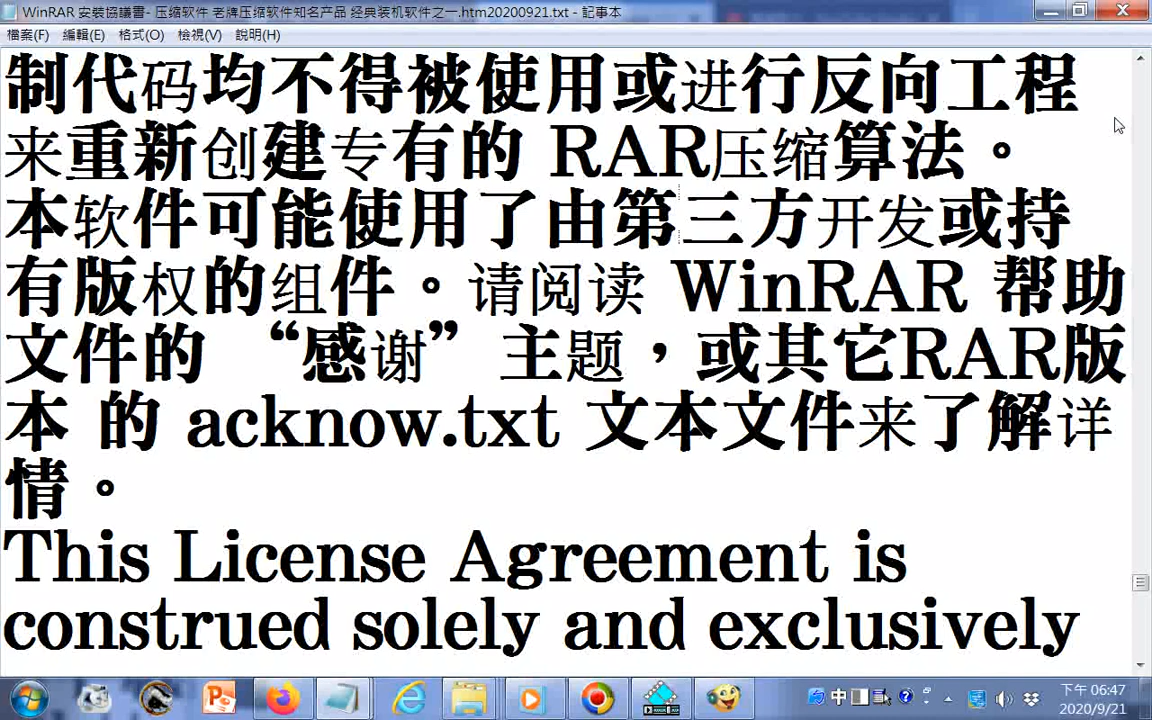 WinRAR 安裝協議書- 压缩软件 老牌压缩软件知名产品 经典装机软件之一.htm20200921.txt - 記事本
檔案(F) 編輯(E) 格式(O) 檢視(V) 說明(H)
制代码均不得被使用或进行反向工程
来重新创建专有的 RAR压缩算法。
本软件可能使用了由第三方开发或持
有版权的组件。请阅读 WinRAR 帮助
文件的 “感谢” 主题，或其它RAR版
本 的 acknow.txt 文本文件来了解详
情。
This License Agreement is
construed solely and exclusively
中
下午 06:47
2020/9/21